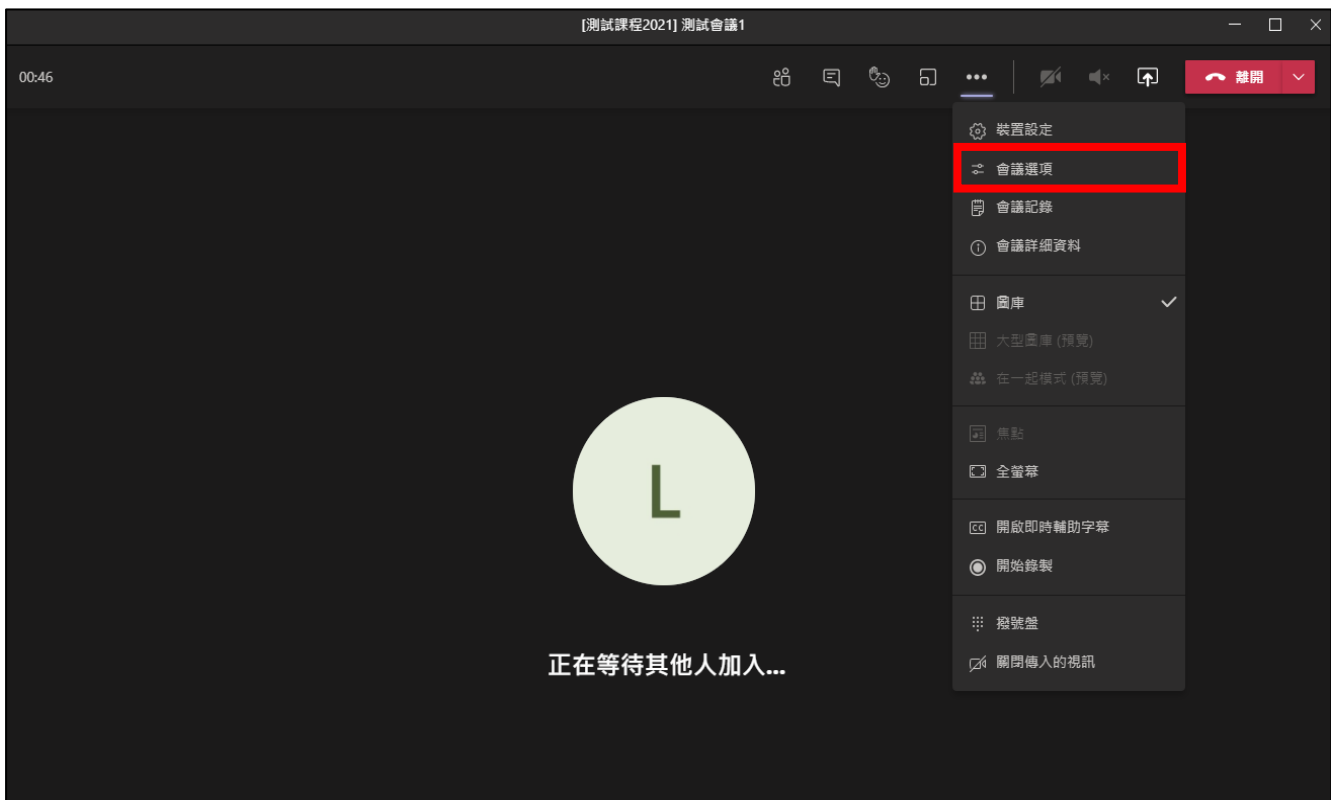 [測試課程2021] 測試會議1
00:46
離開
裝置設定
會議選項
會議記錄
會議詳細資料
圖庫
大型圖庫 (預覽)
在一起模式 (預覽)
焦點
全螢幕
CC 開啟即時輔助字幕
開始錄製
撥號盤
關閉傳入的視訊
L
正在等待其他人加入...